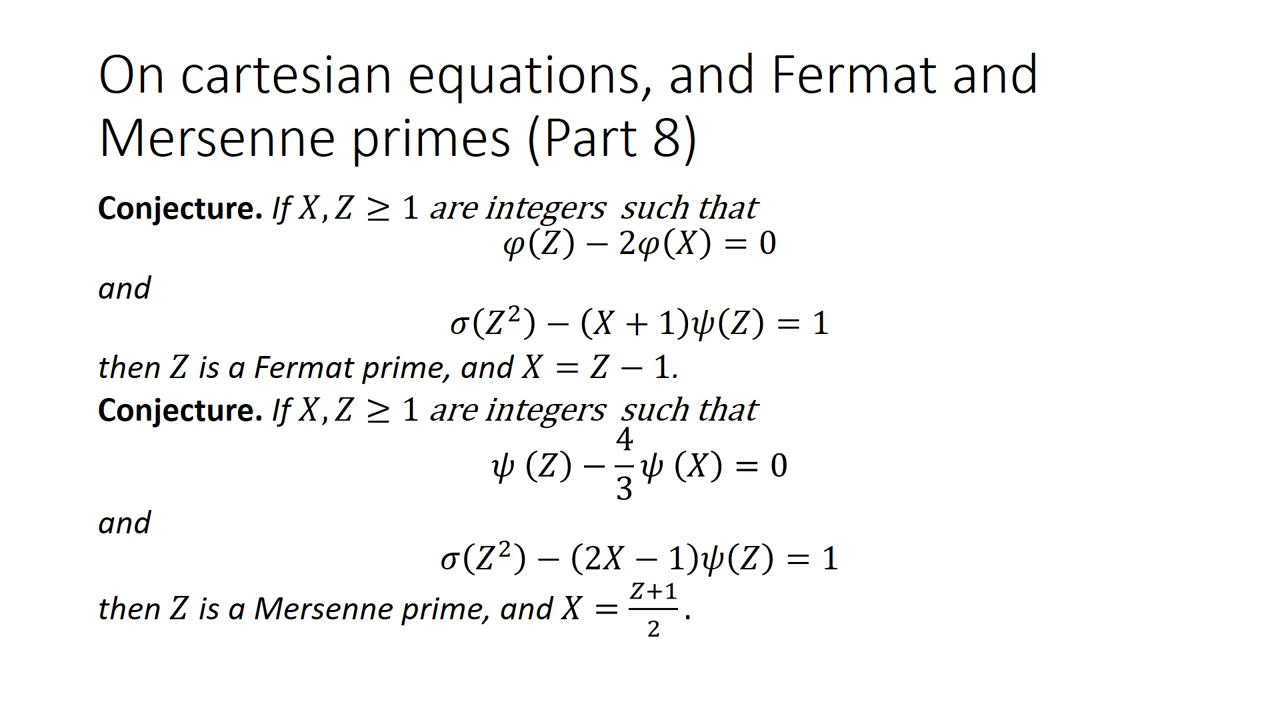 On cartesian equations, and Fermat and
Mersenne primes (Part 8)
Conjecture. If X, Z ≥ 1 are integers such that
φ(Z) − 2φ(X) = 0
and
σ(Z²) − (X + 1)ψ(Z) = 1
then Z is a Fermat prime, and X = Z − 1.
Conjecture. If X, Z ≥ 1 are integers such that
ψ (Z) − 4/3 ψ (X) = 0
and
σ(Z²) − (2X − 1)ψ(Z) = 1
then Z is a Mersenne prime, and X = Z+1/2 .